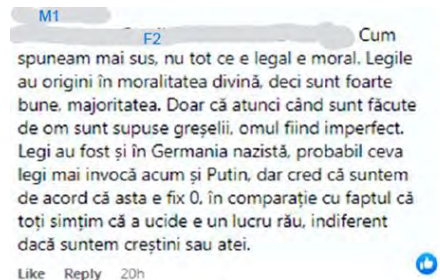 M1
F2 Cum
spuneam mai sus, nu tot ce e legal e moral. Legile
au origini în moralitatea divină, deci sunt foarte
bune, majoritatea. Doar că atunci când sunt făcute
de om sunt supuse greșelii, omul fiind imperfect.
Legi au fost și în Germania nazistă, probabil ceva
legi mai invocă acum și Putin, dar cred că suntem
de acord că asta e fix 0, în comparație cu faptul că
toți simțim că a ucide e un lucru rău, indiferent
dacă suntem creștini sau atei.
Like Reply 20h